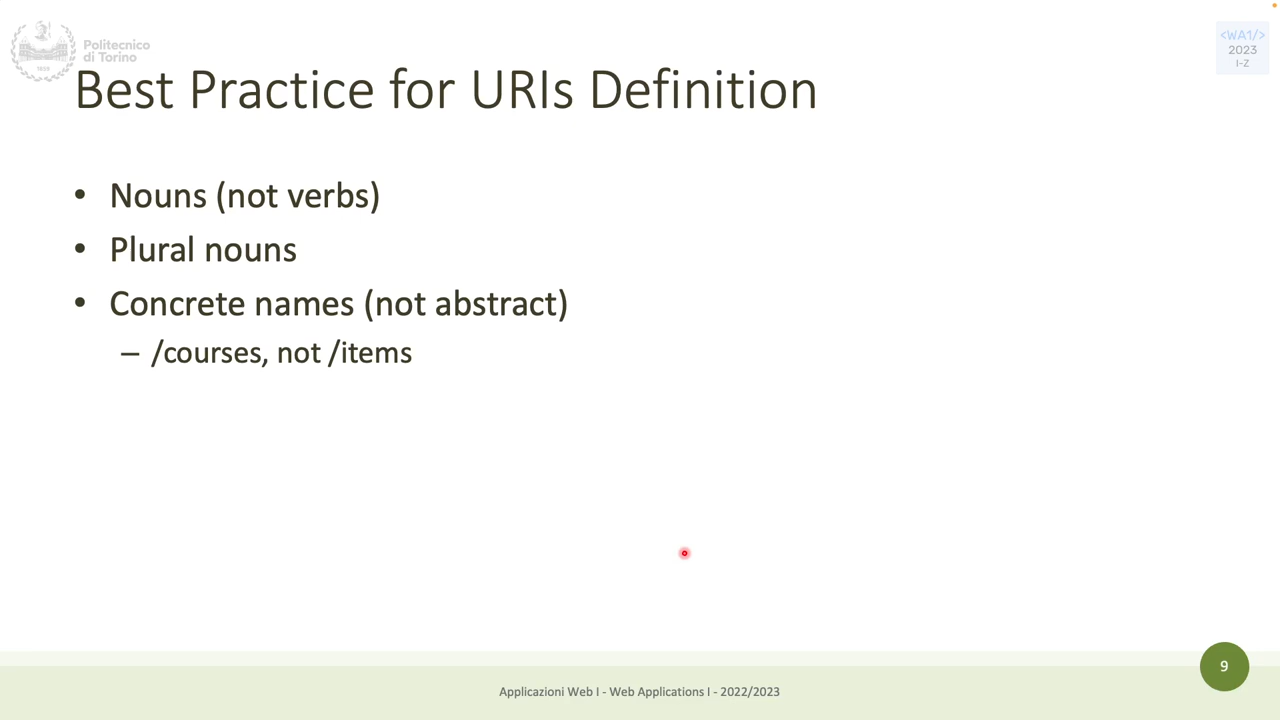 Politecnico
di Torino
1859
<WA1/>
2023
I-Z
Best Practice for URIs Definition
• Nouns (not verbs)
• Plural nouns
• Concrete names (not abstract)
– /courses, not /items
9
Applicazioni Web I - Web Applications I - 2022/2023